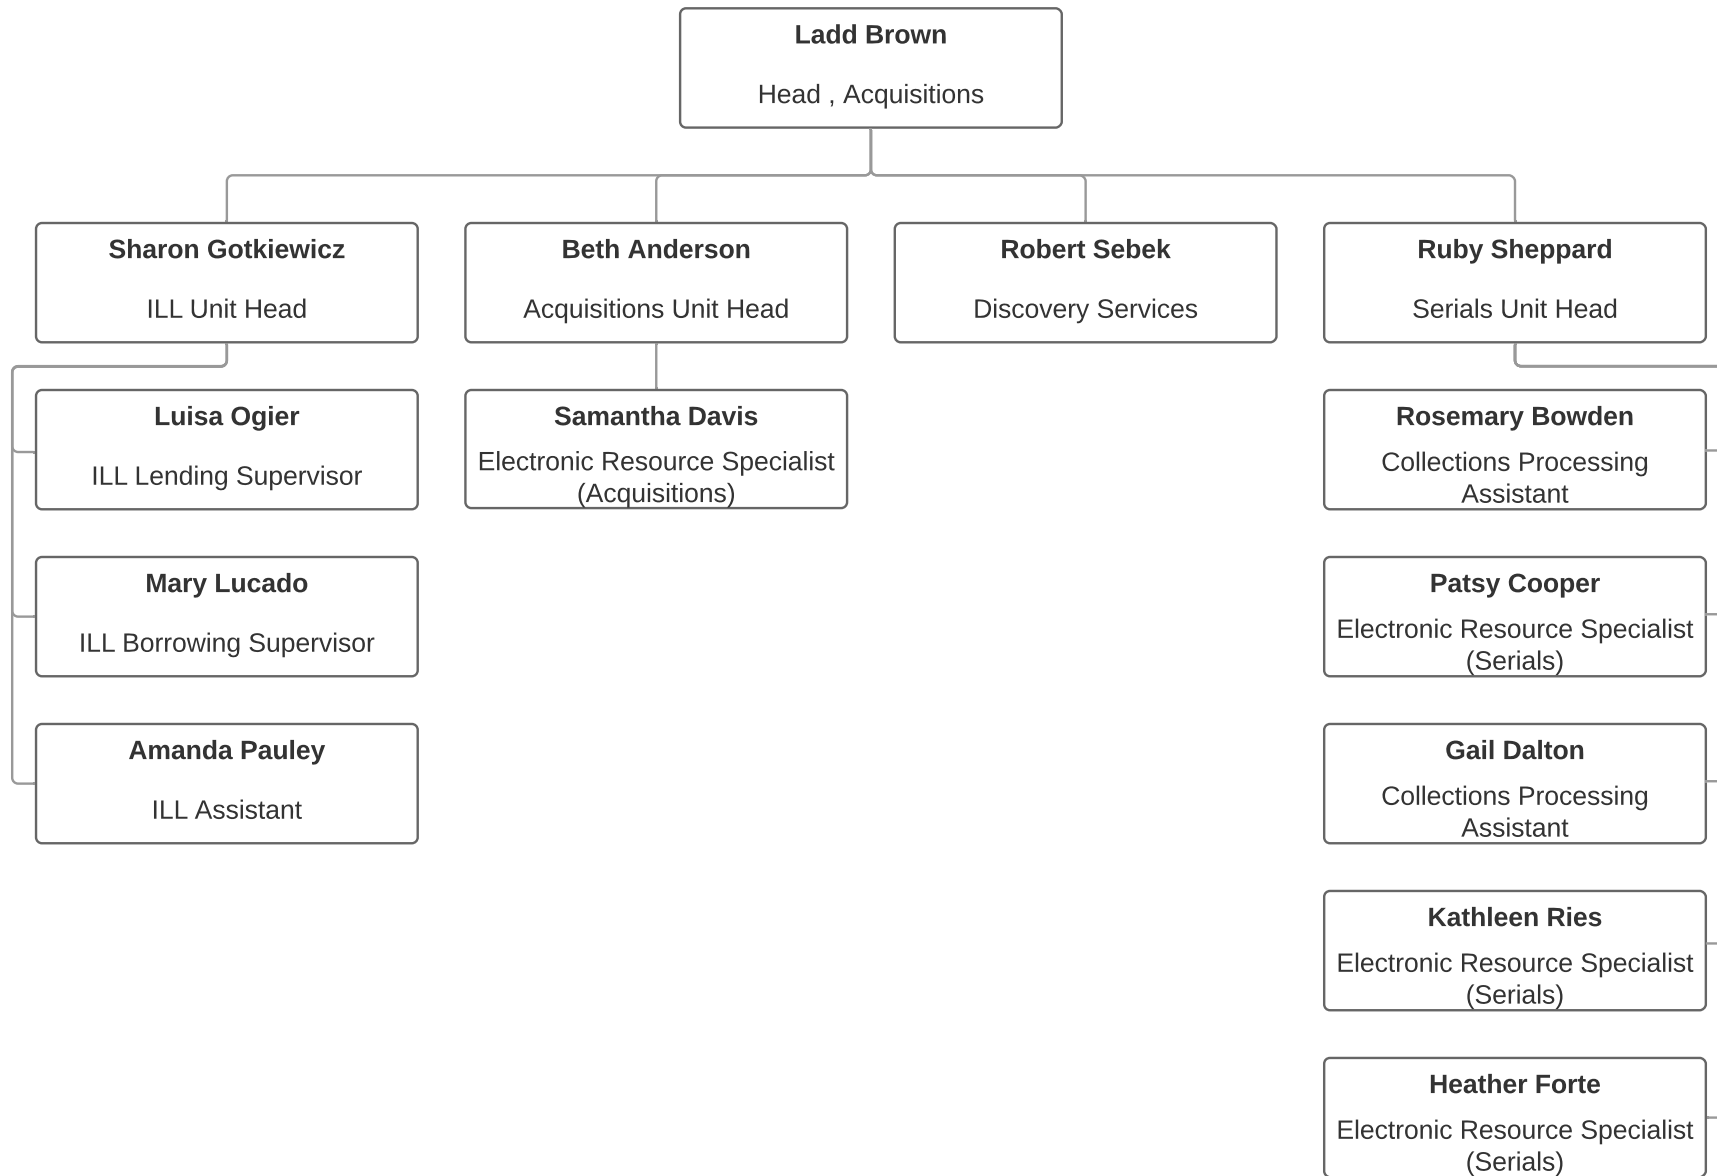 Ladd Brown
Head , Acquisitions
Sharon Gotkiewicz
ILL Unit Head
Beth Anderson
Acquisitions Unit Head
Robert Sebek
Discovery Services
Ruby Sheppard
Serials Unit Head
Luisa Ogier
ILL Lending Supervisor
Samantha Davis
Electronic Resource Specialist
(Acquisitions)
Rosemary Bowden
Collections Processing
Assistant
Mary Lucado
ILL Borrowing Supervisor
Patsy Cooper
Electronic Resource Specialist
(Serials)
Amanda Pauley
ILL Assistant
Gail Dalton
Collections Processing
Assistant
Kathleen Ries
Electronic Resource Specialist
(Serials)
Heather Forte
Electronic Resource Specialist
(Serials)